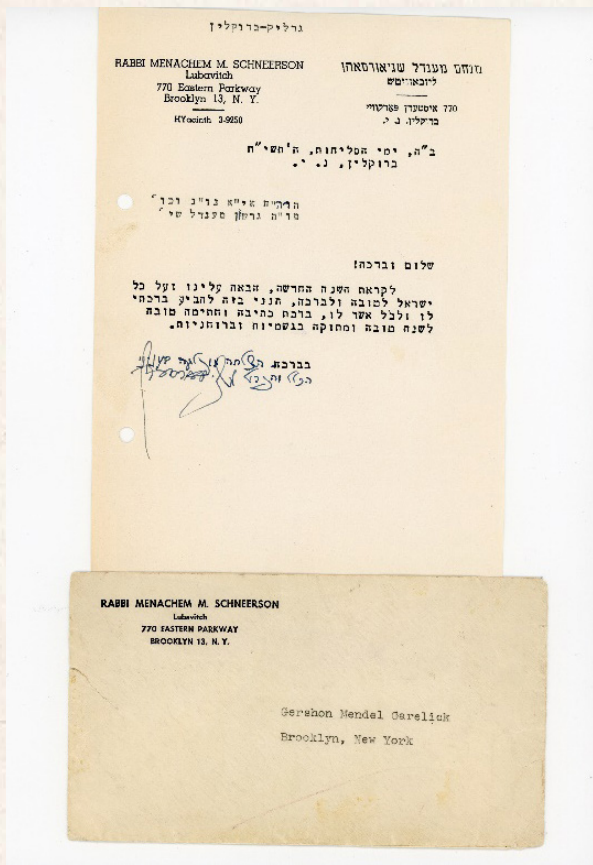 גרליק-ברוקלין
RABBI MENACHEM M. SCHNEERSON
Lubavitch
770 Eastern Parkway
Brooklyn 13, N. Y.
HYacinth 3-9250
מנחם מענדל שניאורסאהן
ליובאוויטש
770 איסטערן פארקוויי
ברוקלין, נ. י.
ב"ה, ימי הסליחות, ה'תשי"ח
ברוקלין, נ. י.
הרה"ת אי"א נו"נ וכו'
מו"ה גרשון מענדל שי'
שלום וברכה!
לקראת השנה החדשה, הבאה עלינו ועל כל
ישראל לטובה ולברכה, הנני בזה להביע ברכתי
לו ולכל אשר לו, ברכת כתיבה וחתימה טובה
לשנה טובה ומתוקה בגשמיות וברוחניות.
בברכה
RABBI MENACHEM M. SCHNEERSON
Lubavitch
770 EASTERN PARKWAY
BROOKLYN 13, N. Y.
Gershon Mendel Garelick
Brooklyn, New York